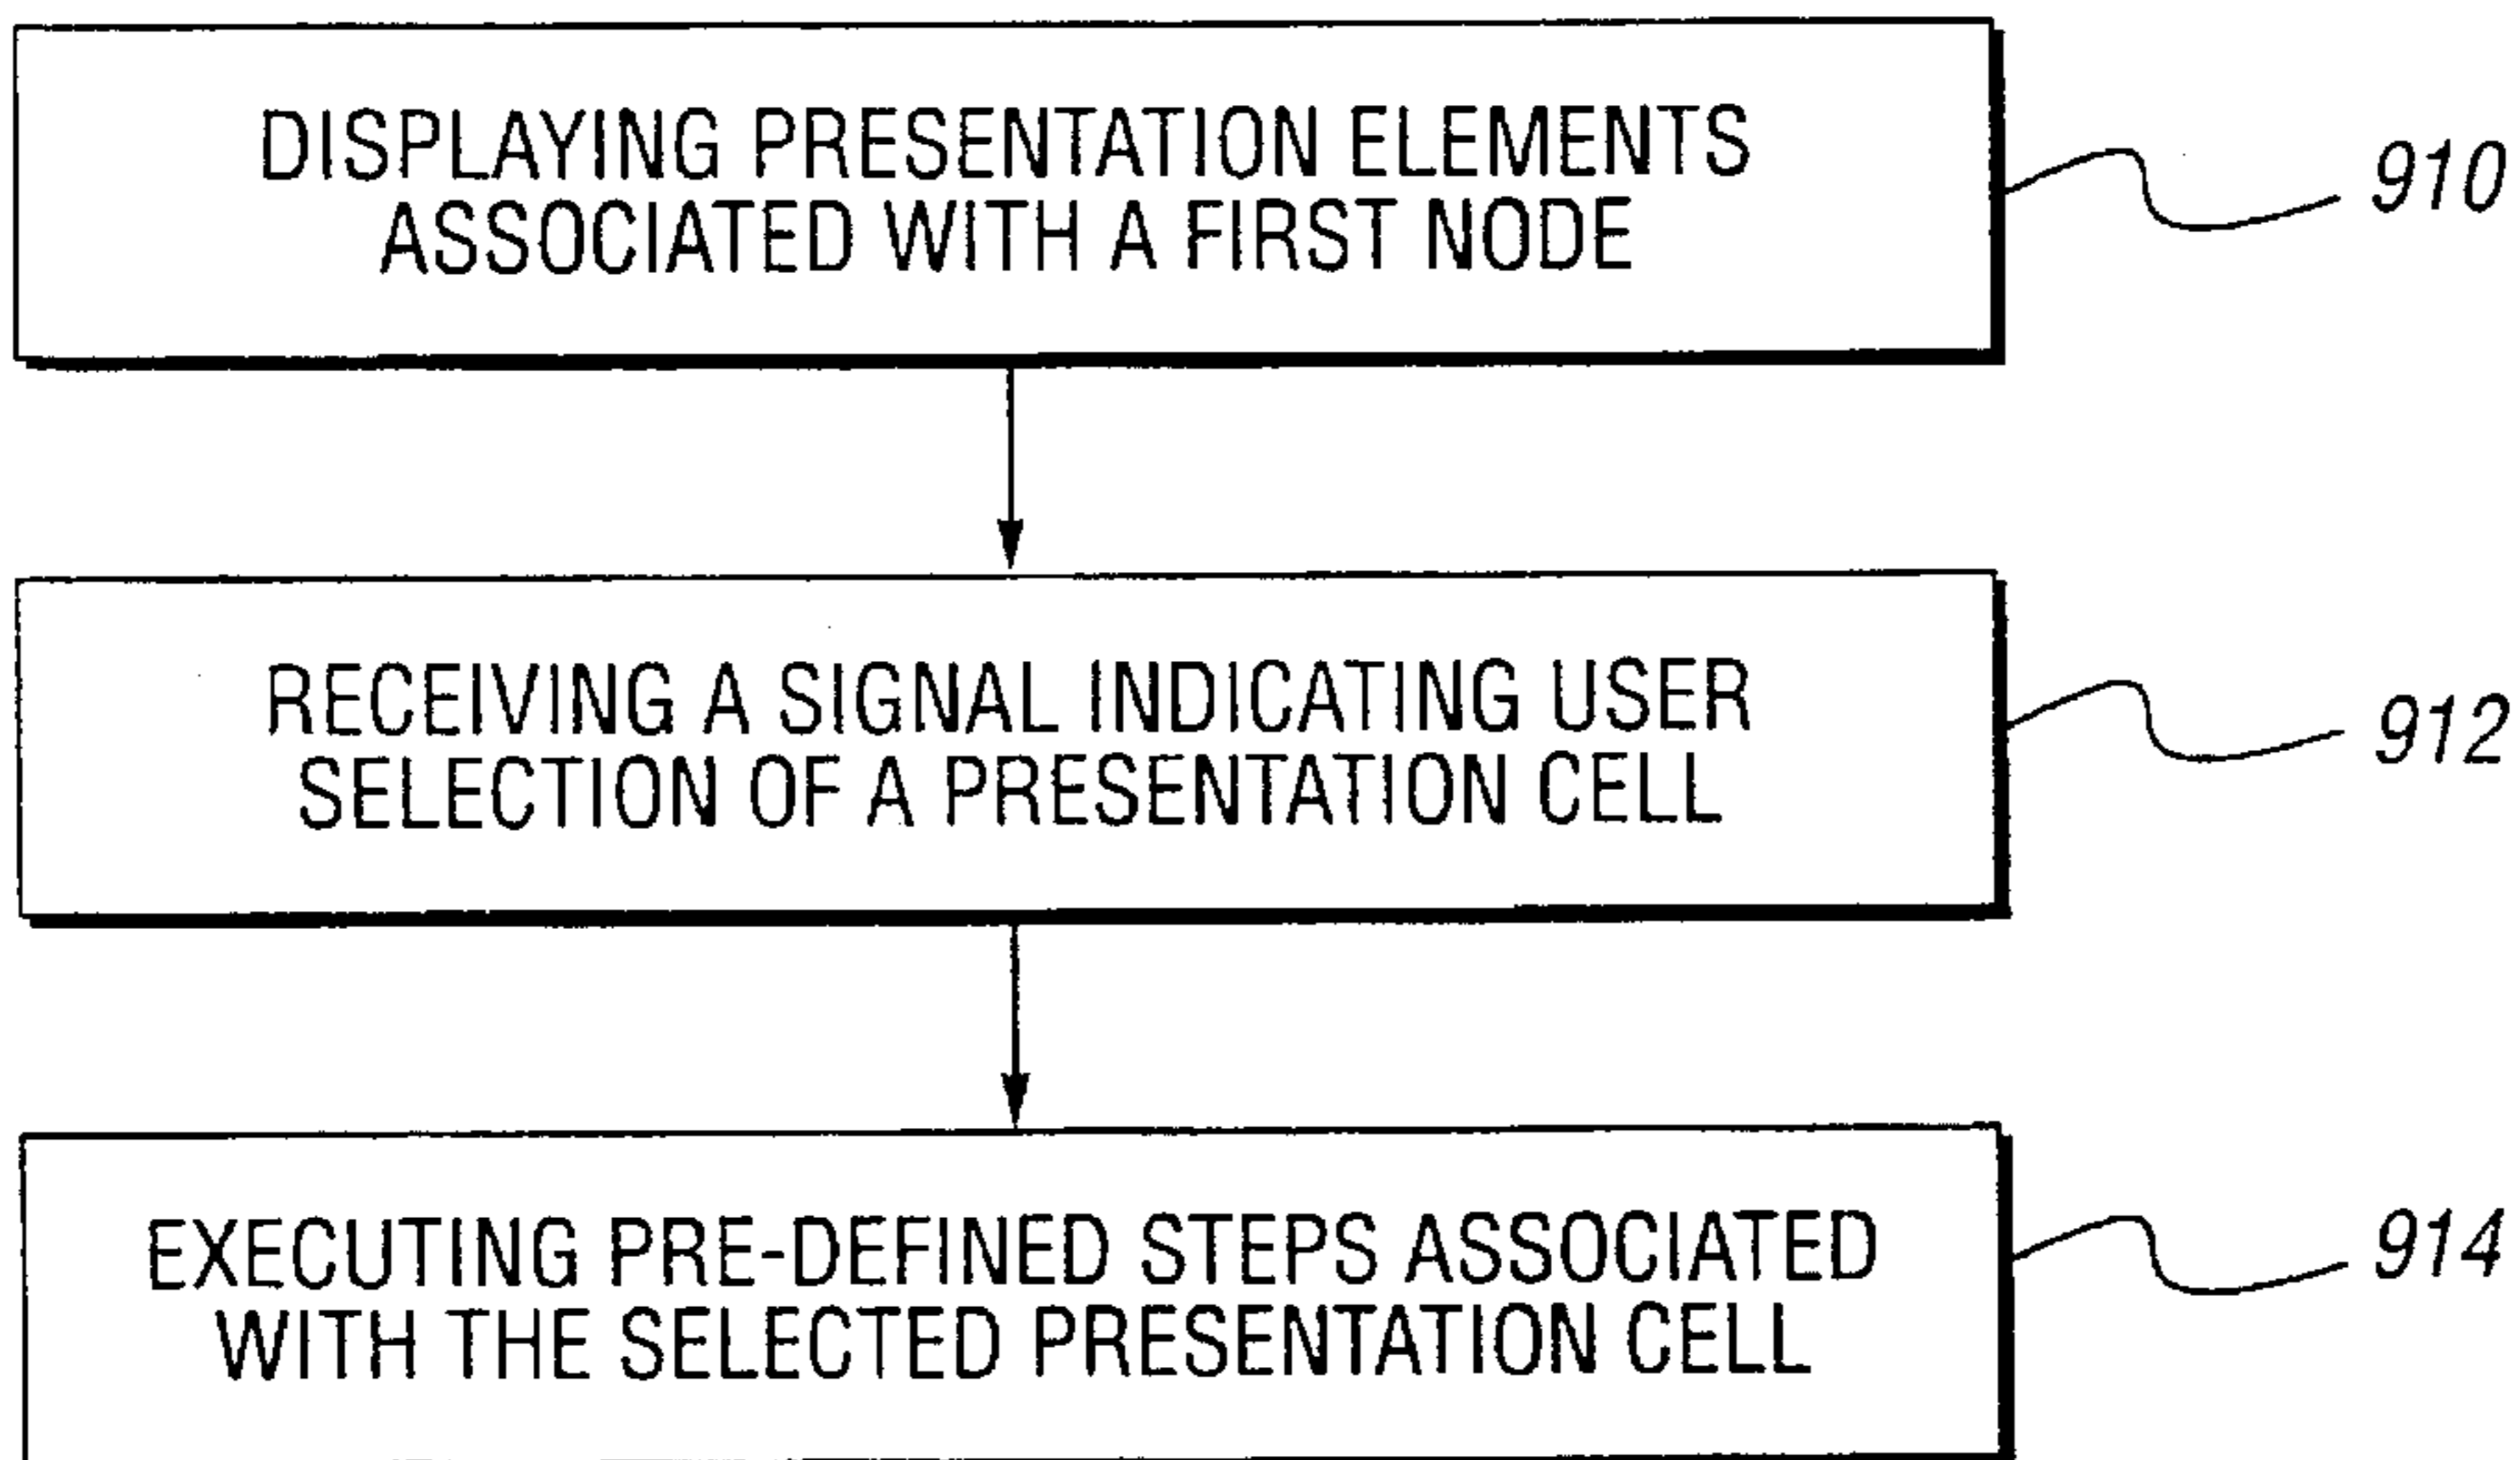 DISPLAYING PRESENTATION ELEMENTS
ASSOCIATED WITH A FIRST NODE
910
RECEIVING A SIGNAL INDICATING USER
SELECTION OF A PRESENTATION CELL
912
EXECUTING PRE-DEFINED STEPS ASSOCIATED
WITH THE SELECTED PRESENTATION CELL
914